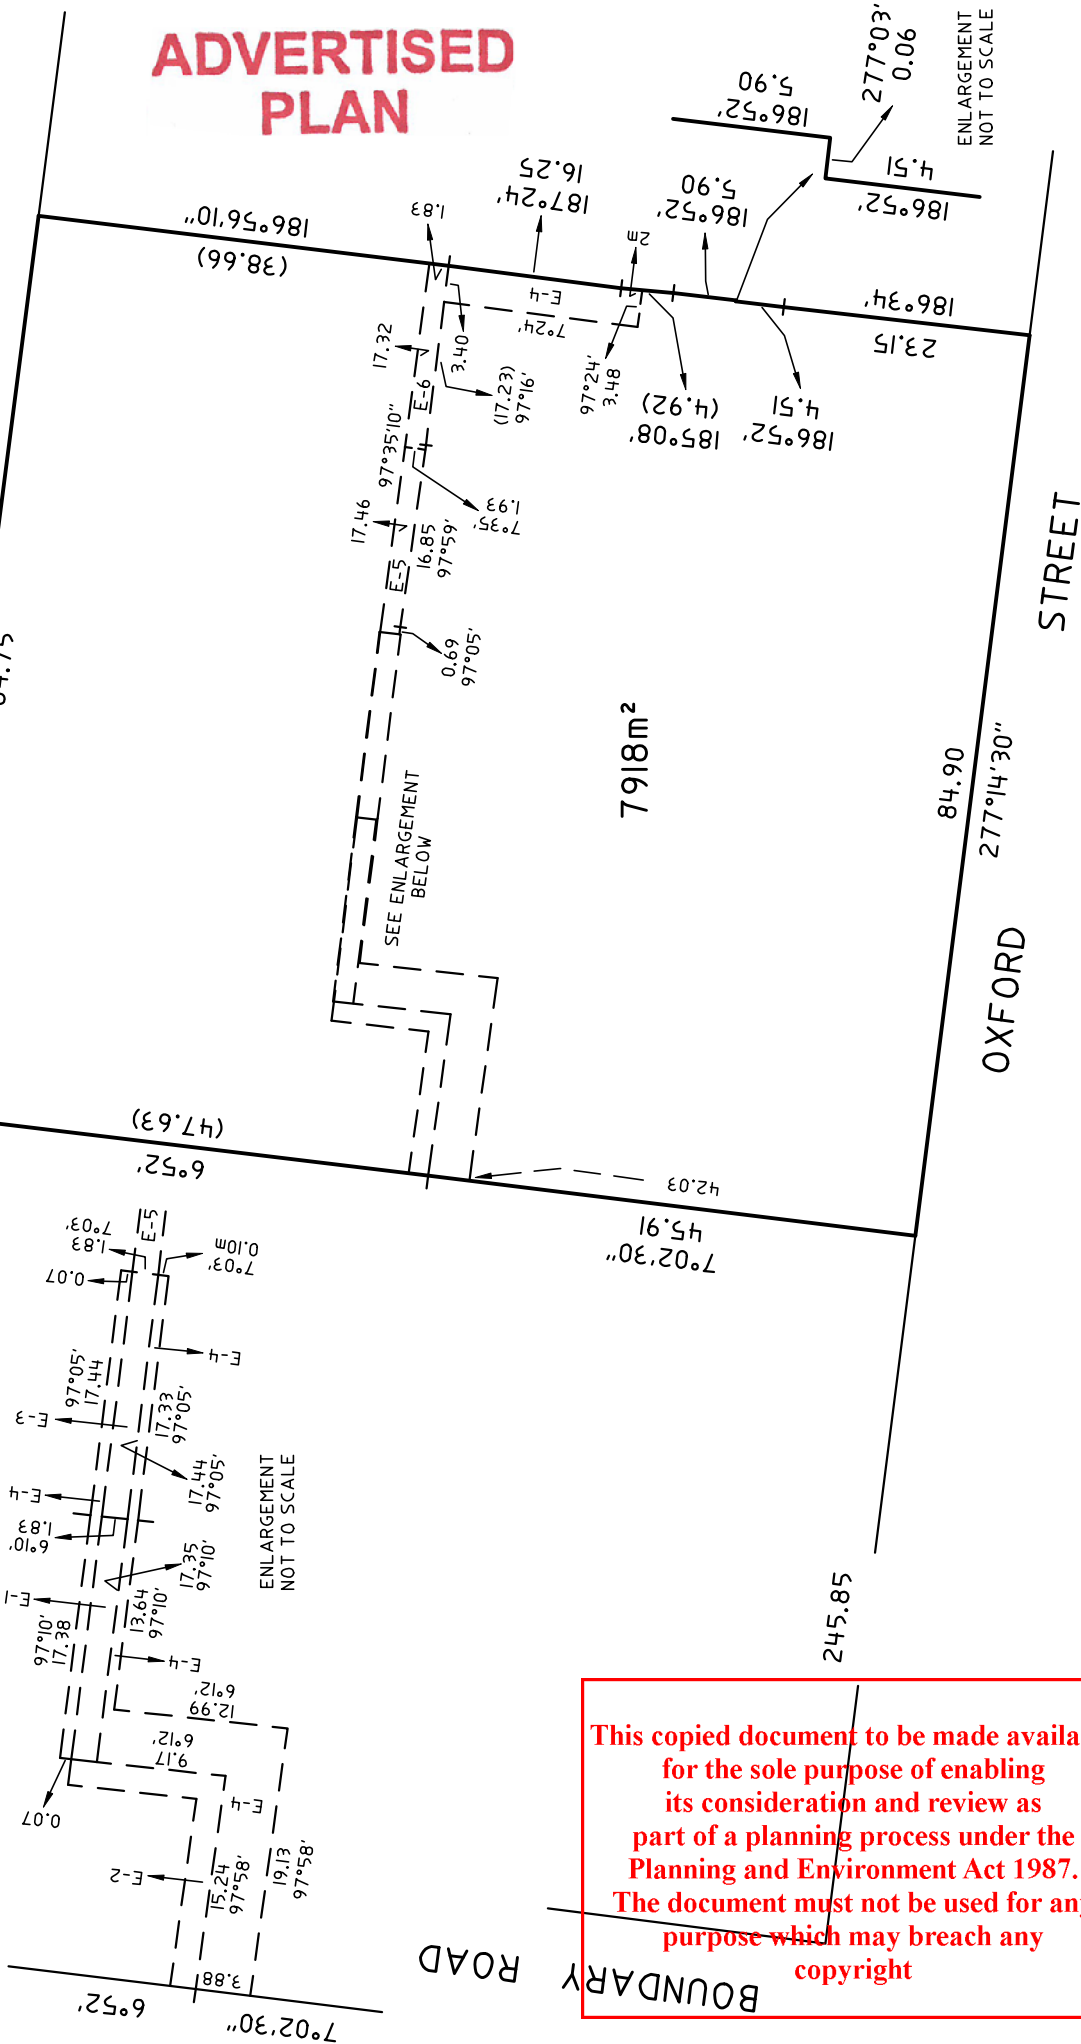 ADVERTISED
PLAN
277°03'
0.06
ENLARGEMENT
NOT TO SCALE
186°52'
5.90
186°52'
4.51
186°56'10"
(38.66)
1.83
187°24'
16.25
186°52'
5.90
2m
E-4
7°24'
17.32
3.40
E-6
(17.23)
97°16'
97°24'
3.48
185°08'
(4.92)
186°52'
4.51
186°34'
23.15
97°35'10"
17.46
7°35'
1.93
16.85
97°59'
E-5
0.69
97°05'
7918m²
SEE ENLARGEMENT
BELOW
84.90
277°14'30"
OXFORD STREET
6°52'
(47.63)
42.03
7°02'30"
45.91
E-5
7°03'
1.83
0.07
7°03'
0.10m
E-4
97°05'
17.44
E-3
17.33
97°05'
17.44
97°05'
E-4
6°10'
1.83
17.35
97°10'
ENLARGEMENT
NOT TO SCALE
E-1
13.64
97°10'
97°10'
17.38
E-4
6°12'
12.99
6°12'
9.17
0.07
E-4
E-2
15.24
97°58'
19.13
97°58'
3.88
6°52'
7°02'30"
BOUNDARY ROAD
245.85
This copied document to be made availa
for the sole purpose of enabling
its consideration and review as
part of a planning process under the
Planning and Environment Act 1987.
The document must not be used for any
purpose which may breach any
copyright